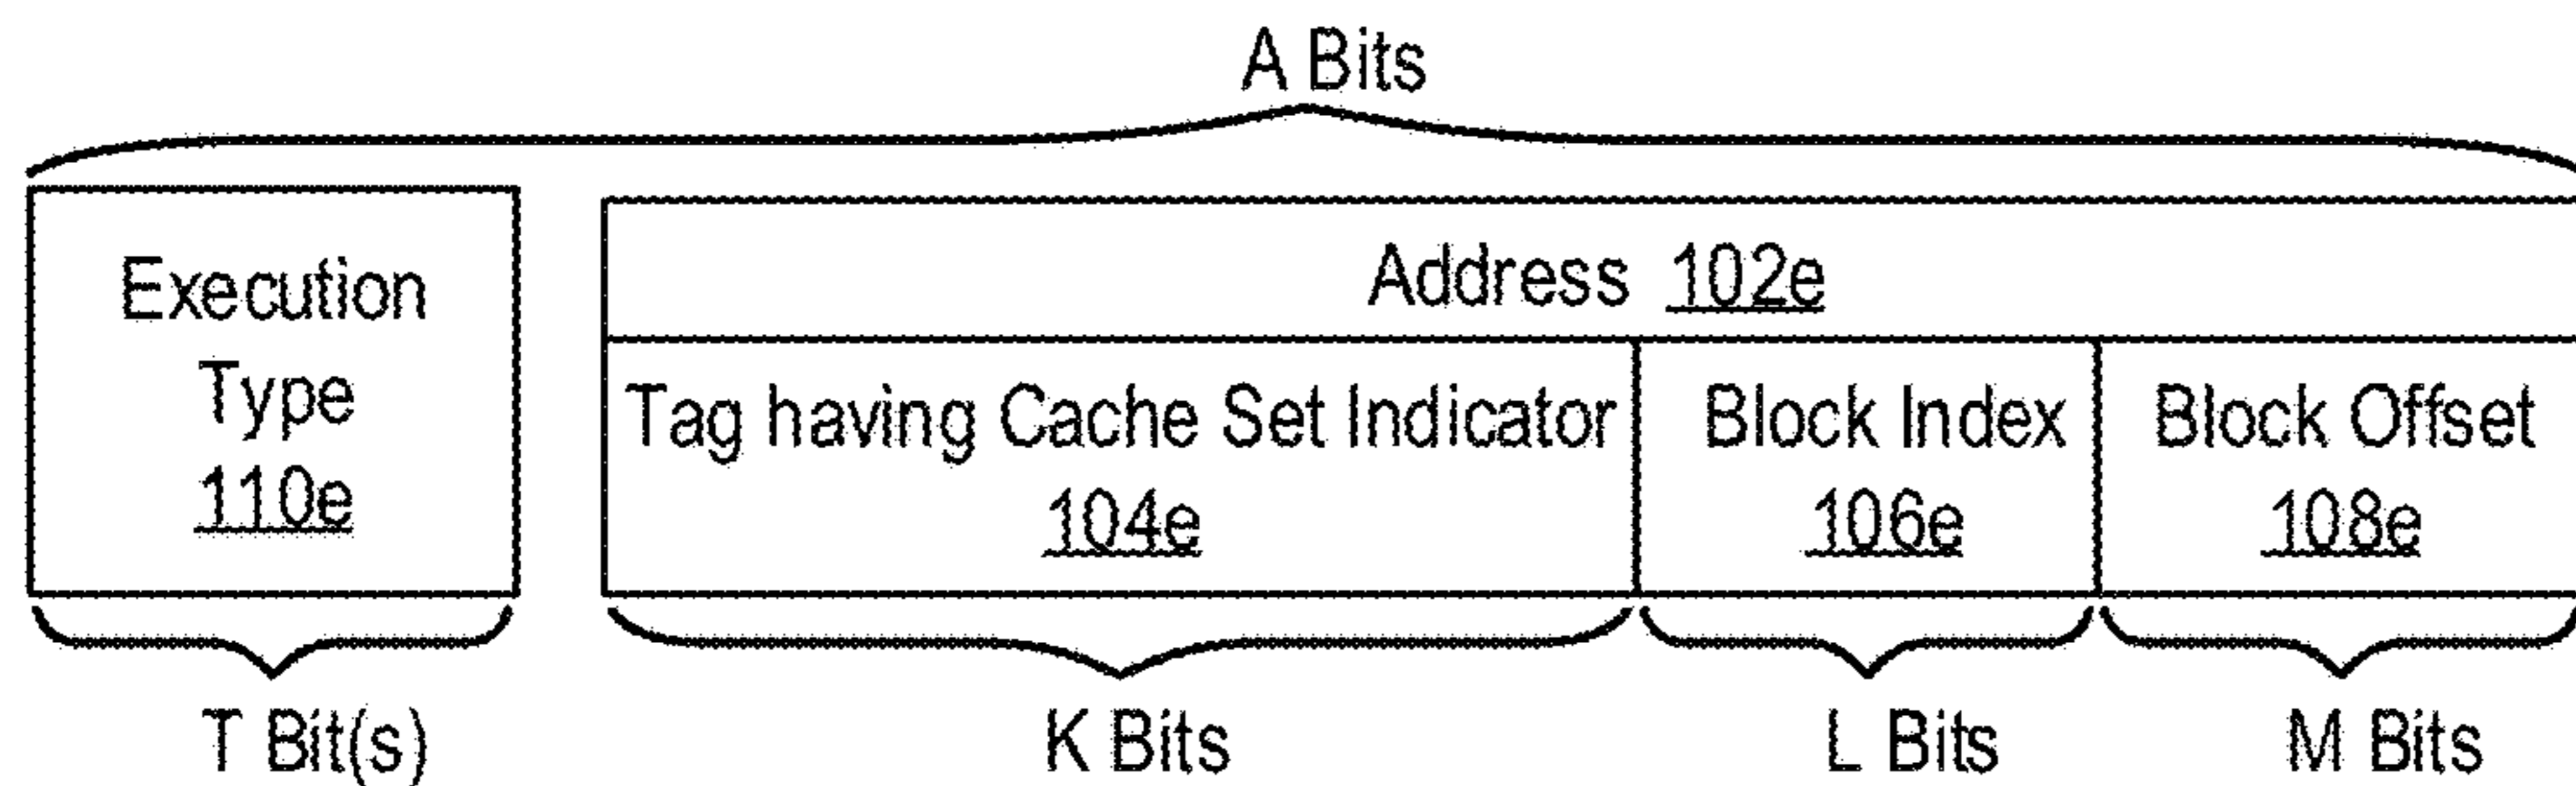 A Bits
Execution
Type
110e
Address 102e
Tag having Cache Set Indicator
104e
Block Index
106e
Block Offset
108e
T Bit(s)
K Bits
L Bits
M Bits